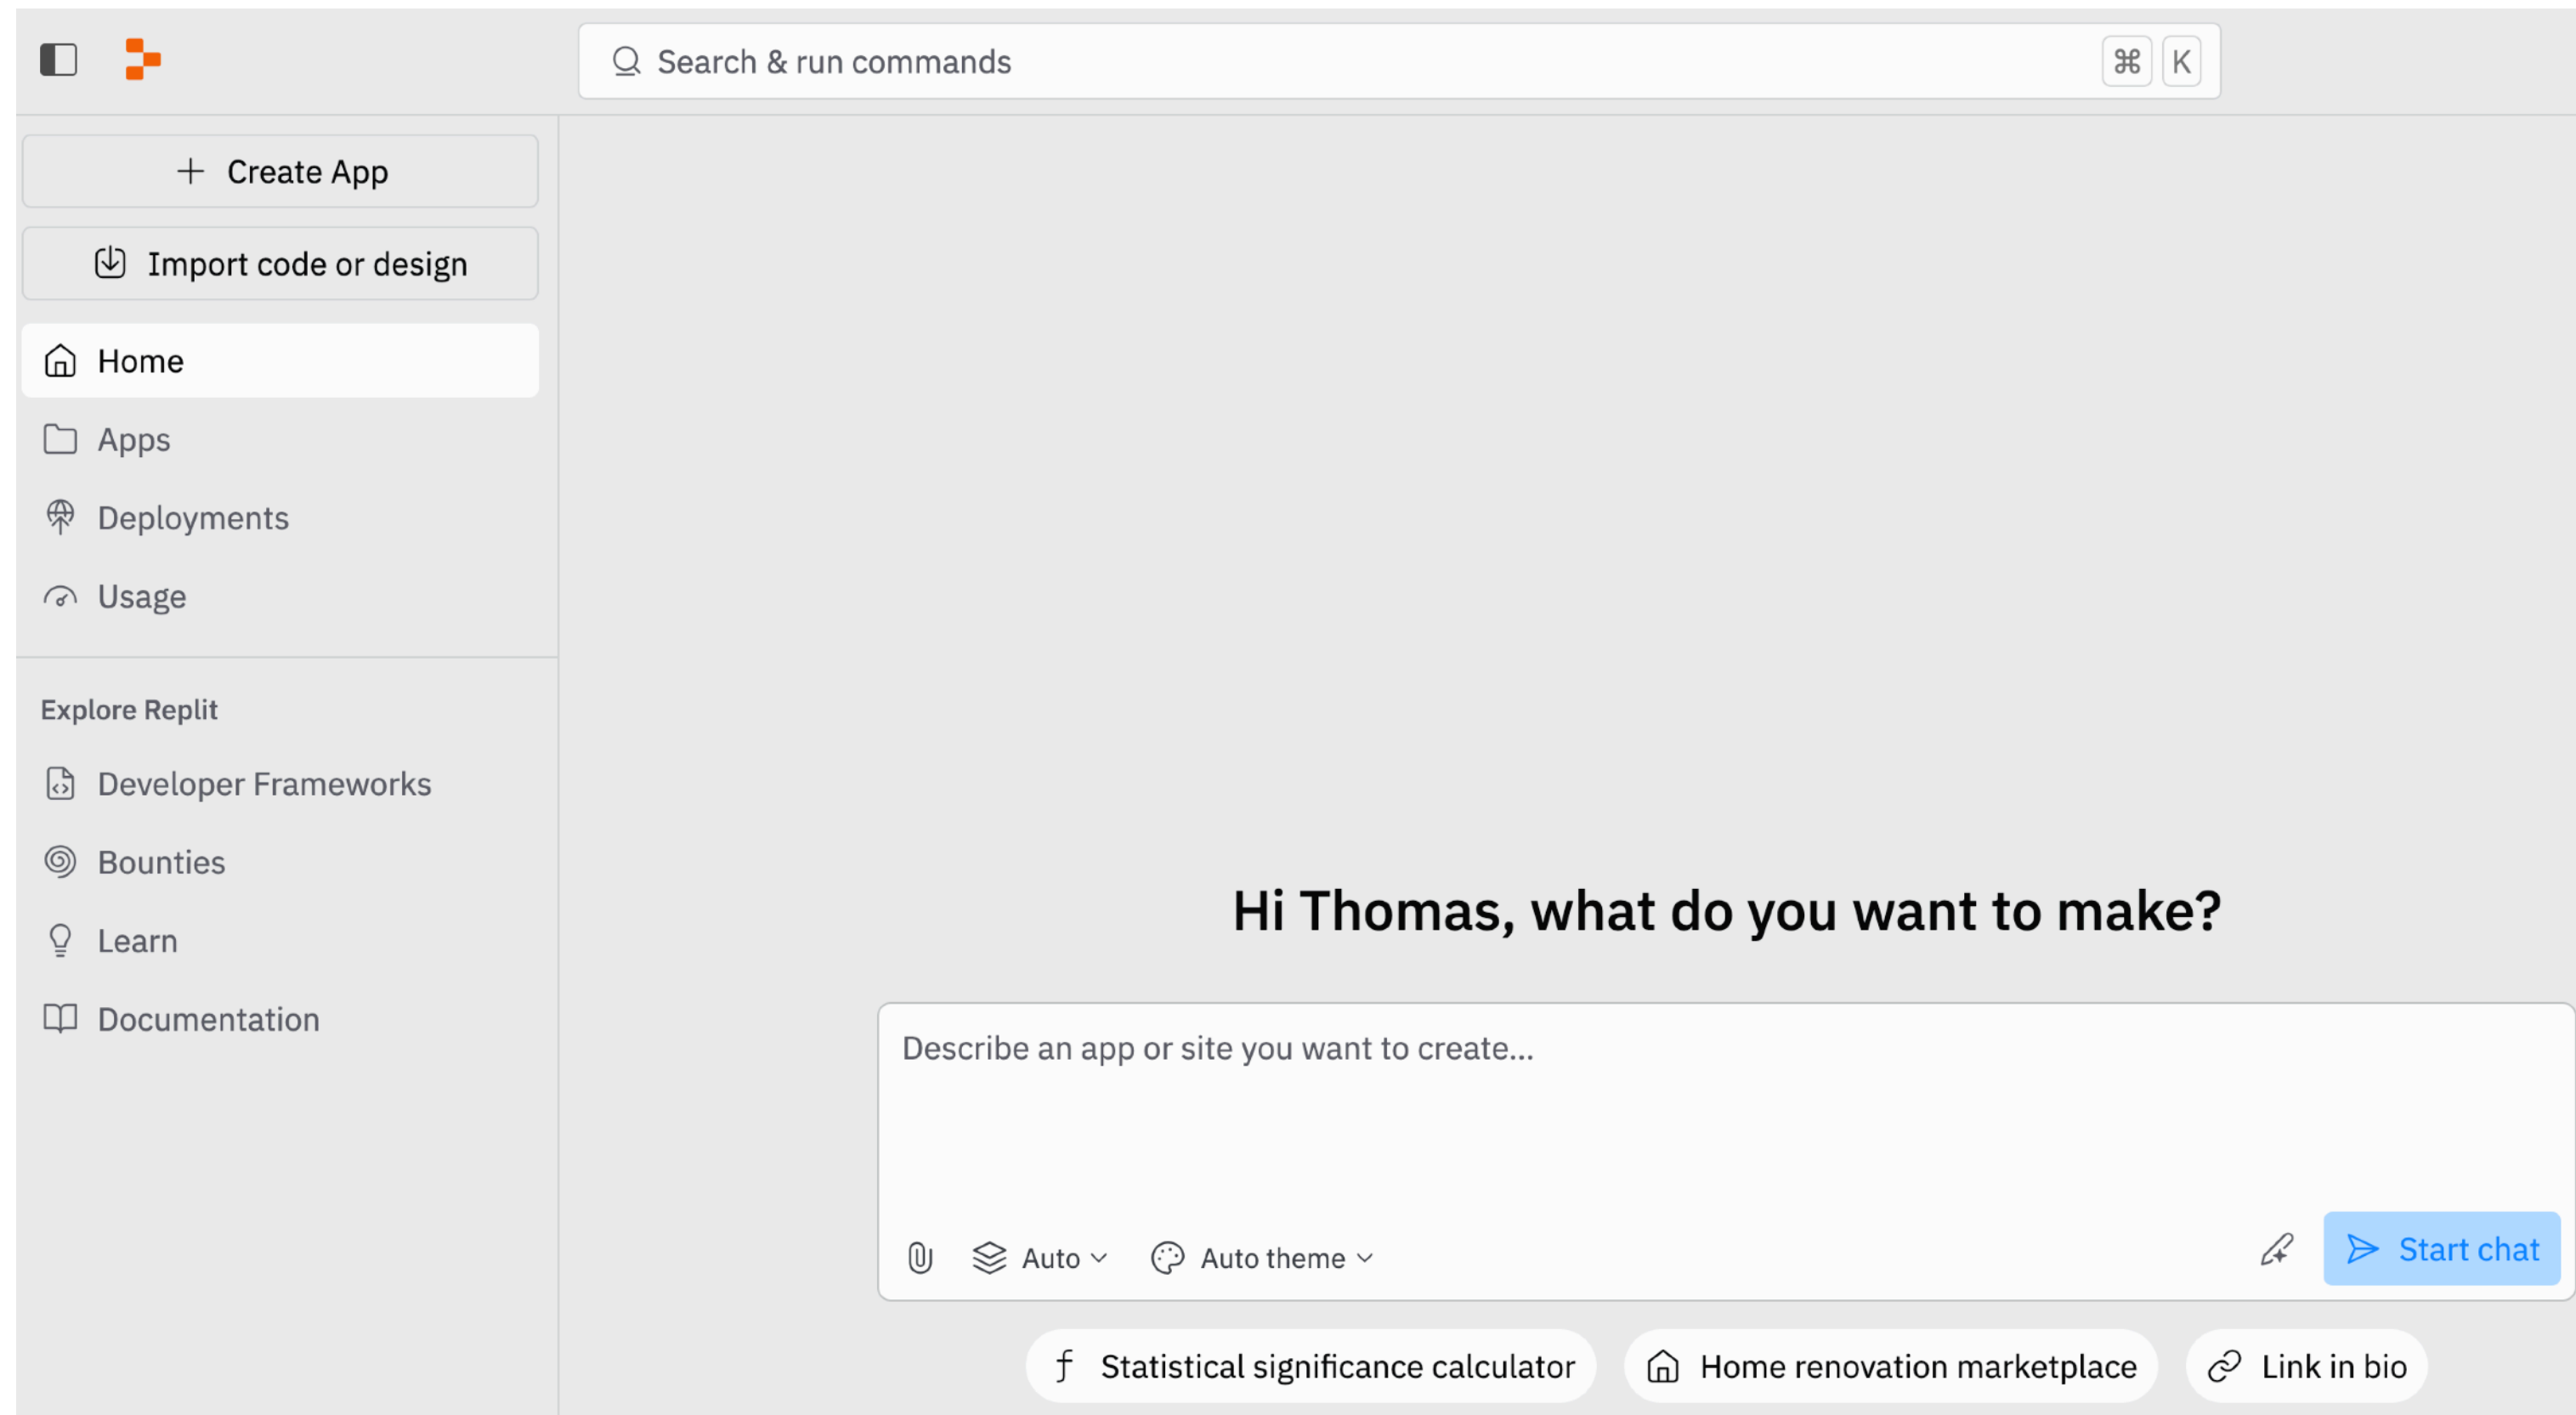 Search & run commands ⌘ K
Create App
Import code or design
Home
Apps
Deployments
Usage
Explore Replit
Developer Frameworks
Bounties
Learn
Documentation
Hi Thomas, what do you want to make?
Describe an app or site you want to create...
Auto Auto theme Start chat
Statistical significance calculator Home renovation marketplace Link in bio